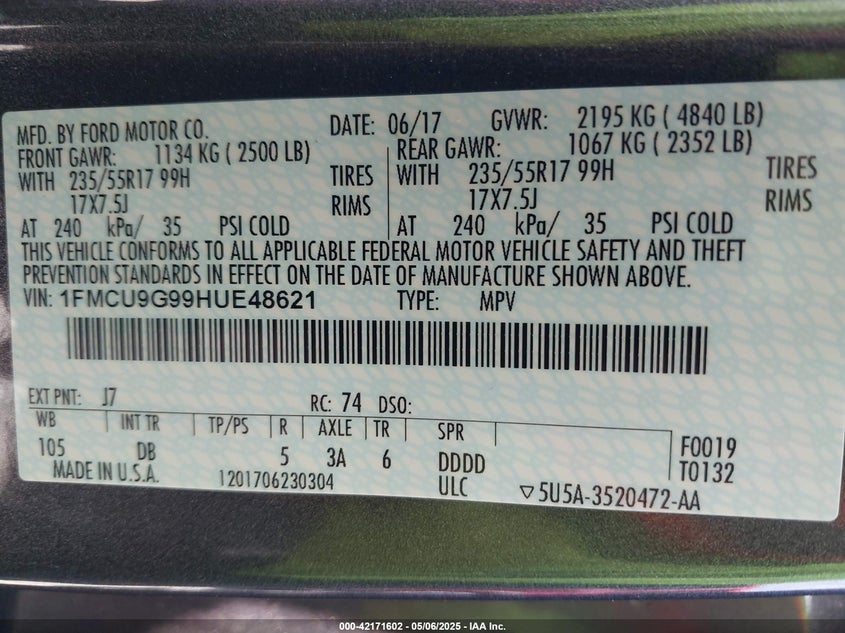 MFD. BY FORD MOTOR CO. DATE: 06/17 GVWR: 2195 KG ( 4840 LB)
FRONT GAWR: 1134 KG ( 2500 LB) REAR GAWR: 1067 KG ( 2352 LB)
WITH 235/55R17 99H TIRES WITH 235/55R17 99H TIRES
17X7.5J RIMS 17X7.5J RIMS
AT 240 kPa/ 35 PSI COLD AT 240 kPa/ 35 PSI COLD
THIS VEHICLE CONFORMS TO ALL APPLICABLE FEDERAL MOTOR VEHICLE SAFETY AND THEFT
PREVENTION STANDARDS IN EFFECT ON THE DATE OF MANUFACTURE SHOWN ABOVE.
VIN: 1FMCU9G99HUE48621 TYPE: MPV
EXT PNT: J7 RC: 74 DSO:
WB INT TR TP/PS R AXLE TR SPR
105 DB 5 3A 6 DDDD F0019
T0132
MADE IN U.S.A. 1201706230304 ULC ▽5U5A-3520472-AA
000-42171602 - 05/06/2025 - IAA Inc.